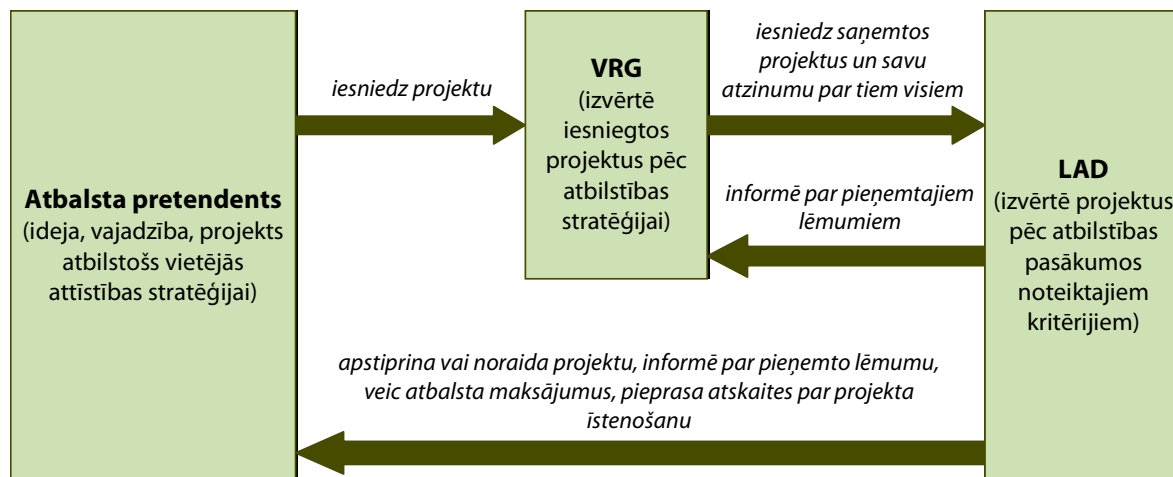 Atbalsta pretendents
(ideja, vajadzība, projekts
atbilstošs vietējās
attīstības stratēģijai)
iesniedz projektu
VRG
(izvērtē
iesniegtos
projektus pēc
atbilstības
stratēģijai)
iesniedz saņemtos
projektus un savu
atzinumu par tiem visiem
informē par pieņemtajiem
lēmumiem
LAD
(izvērtē projektus
pēc atbilstības
pasākumos
noteiktajiem
kritērijiem)
apstiprina vai noraida projektu, informē par pieņemto lēmumu,
veic atbalsta maksājumus, pieprasa atskaites par projekta
īstenošanu